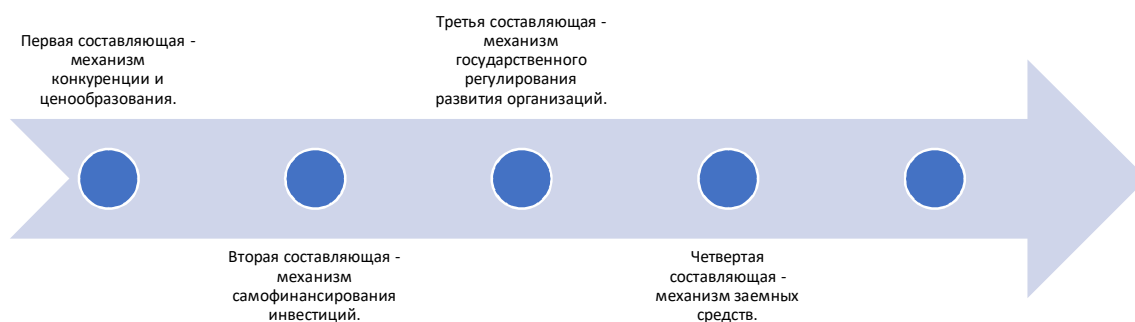 Первая составляющая -
механизм
конкуренции и
ценообразования.
Вторая составляющая -
механизм
самофинансирования
инвестиций.
Третья составляющая -
механизм
государственного
регулирования
развития организаций.
Четвертая
составляющая -
механизм заемных
средств.